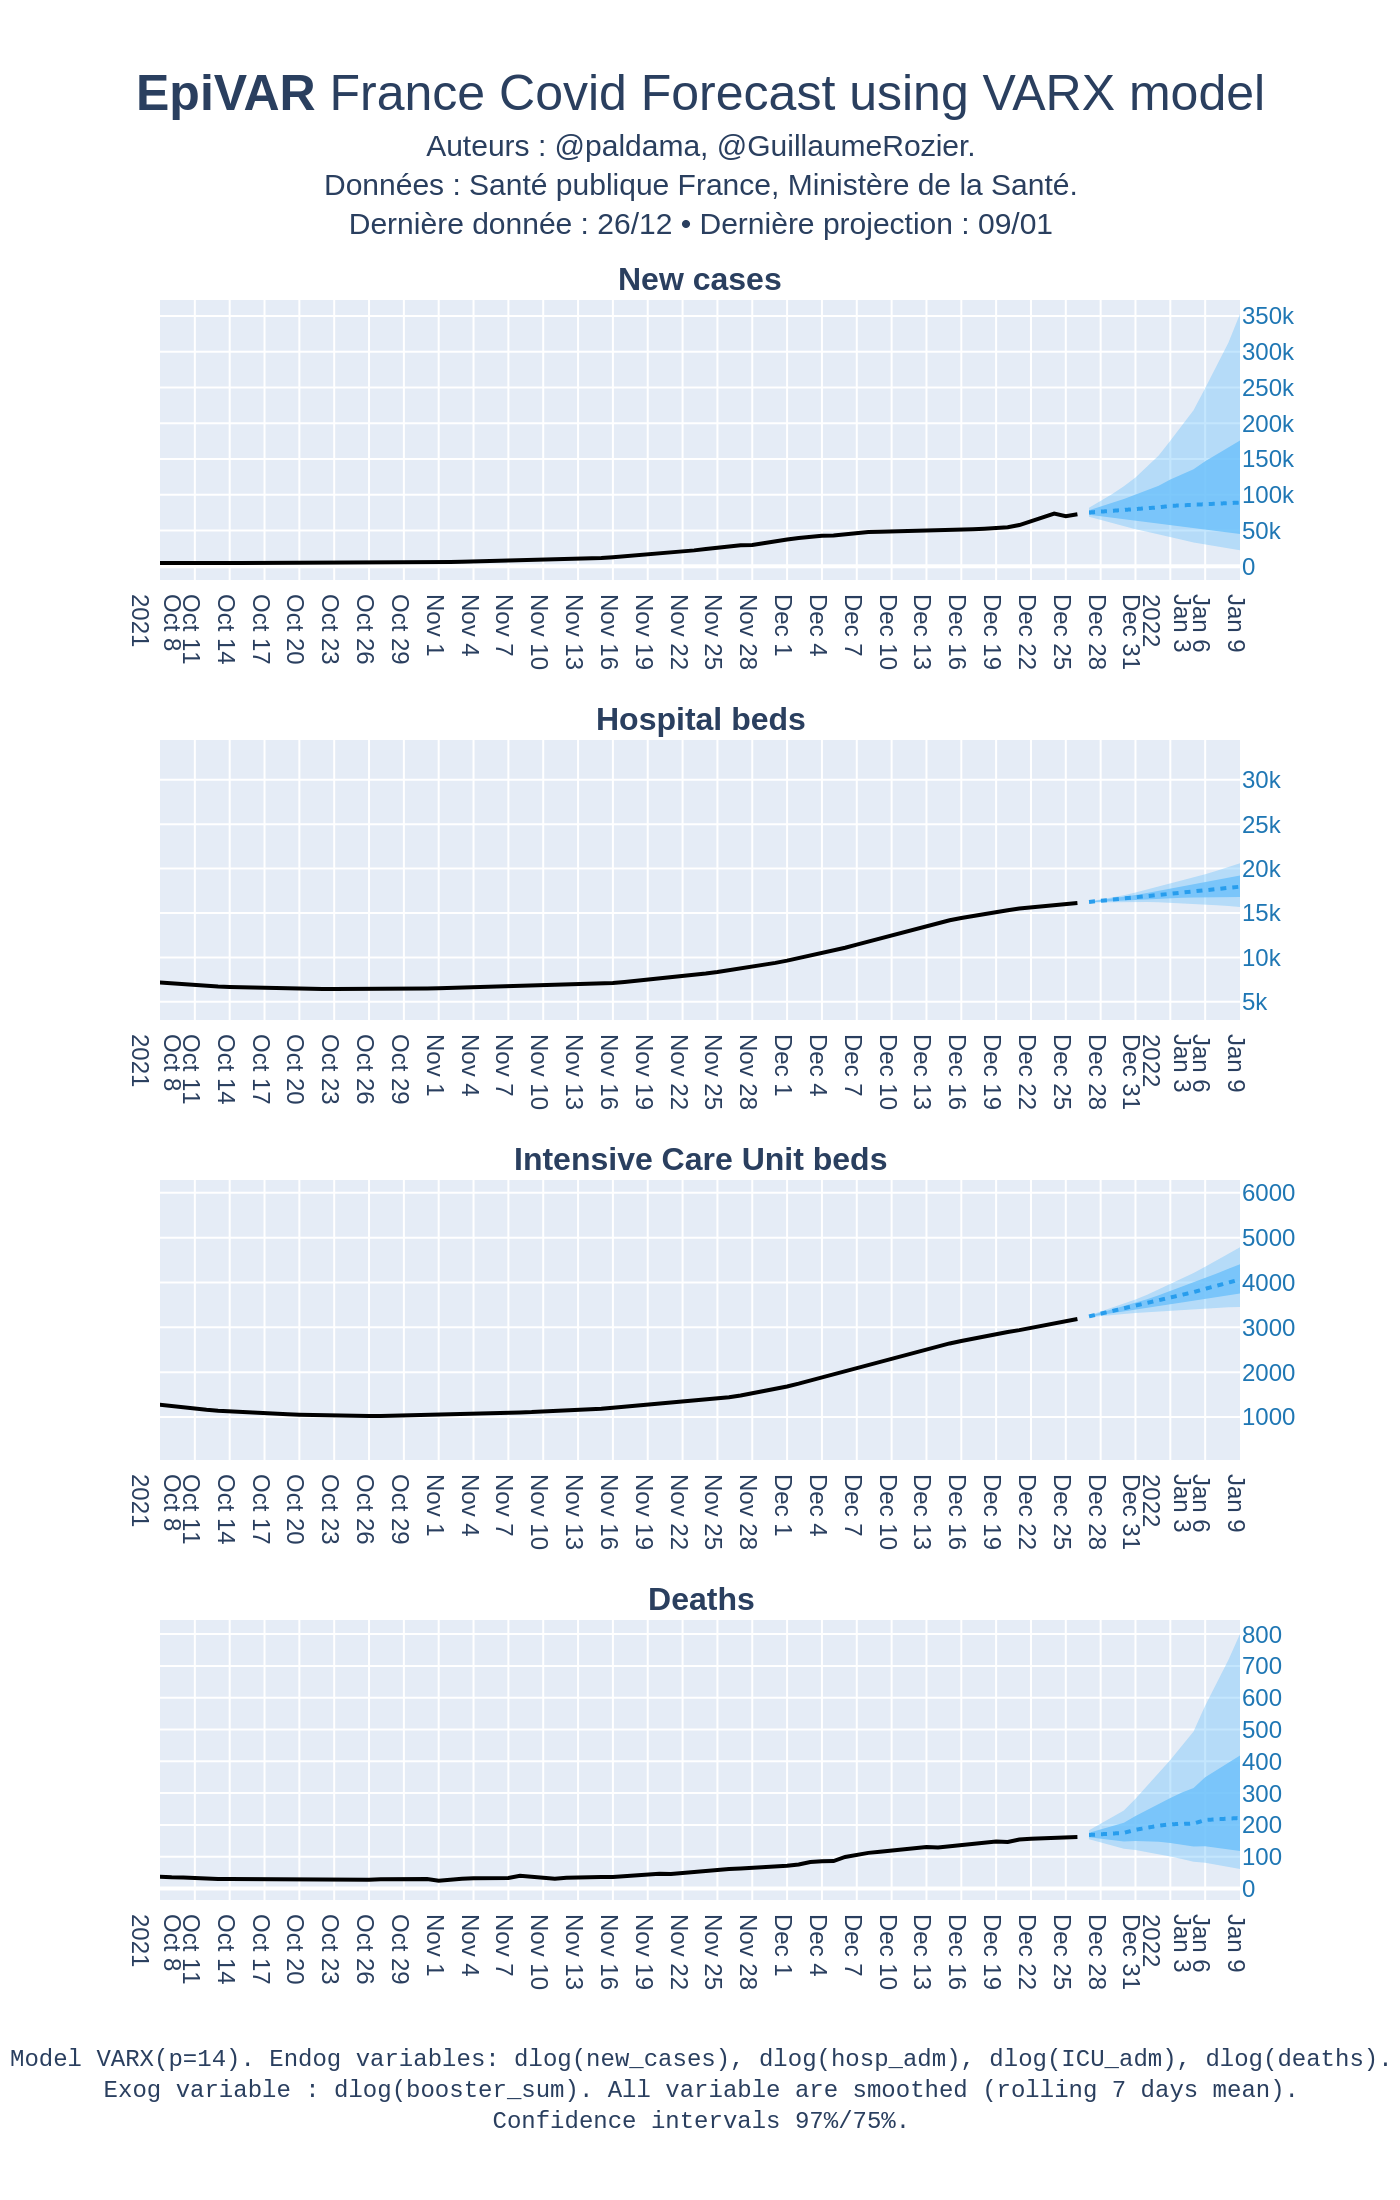 EpiVAR France Covid Forecast using VARX model
Auteurs : @paldama, @GuillaumeRozier.
Données : Santé publique France, Ministère de la Santé.
Dernière donnée : 26/12 • Dernière projection : 09/01
New cases
350k
300k
250k
200k
150k
100k
50k
0
Oct 8
2021
Oct 11
Oct 14
Oct 17
Oct 20
Oct 23
Oct 26
Oct 29
Nov 1
Nov 4
Nov 7
Nov 10
Nov 13
Nov 16
Nov 19
Nov 22
Nov 25
Nov 28
Dec 1
Dec 4
Dec 7
Dec 10
Dec 13
Dec 16
Dec 19
Dec 22
Dec 25
Dec 28
Dec 31
Jan 3
2022
Jan 6
Jan 9
Hospital beds
30k
25k
20k
15k
10k
5k
Oct 8
2021
Oct 11
Oct 14
Oct 17
Oct 20
Oct 23
Oct 26
Oct 29
Nov 1
Nov 4
Nov 7
Nov 10
Nov 13
Nov 16
Nov 19
Nov 22
Nov 25
Nov 28
Dec 1
Dec 4
Dec 7
Dec 10
Dec 13
Dec 16
Dec 19
Dec 22
Dec 25
Dec 28
Dec 31
Jan 3
2022
Jan 6
Jan 9
Intensive Care Unit beds
6000
5000
4000
3000
2000
1000
Oct 8
2021
Oct 11
Oct 14
Oct 17
Oct 20
Oct 23
Oct 26
Oct 29
Nov 1
Nov 4
Nov 7
Nov 10
Nov 13
Nov 16
Nov 19
Nov 22
Nov 25
Nov 28
Dec 1
Dec 4
Dec 7
Dec 10
Dec 13
Dec 16
Dec 19
Dec 22
Dec 25
Dec 28
Dec 31
Jan 3
2022
Jan 6
Jan 9
Deaths
800
700
600
500
400
300
200
100
0
Oct 8
2021
Oct 11
Oct 14
Oct 17
Oct 20
Oct 23
Oct 26
Oct 29
Nov 1
Nov 4
Nov 7
Nov 10
Nov 13
Nov 16
Nov 19
Nov 22
Nov 25
Nov 28
Dec 1
Dec 4
Dec 7
Dec 10
Dec 13
Dec 16
Dec 19
Dec 22
Dec 25
Dec 28
Dec 31
Jan 3
2022
Jan 6
Jan 9
Model VARX(p=14). Endog variables: dlog(new_cases), dlog(hosp_adm), dlog(ICU_adm), dlog(deaths).
Exog variable : dlog(booster_sum). All variable are smoothed (rolling 7 days mean).
Confidence intervals 97%/75%.